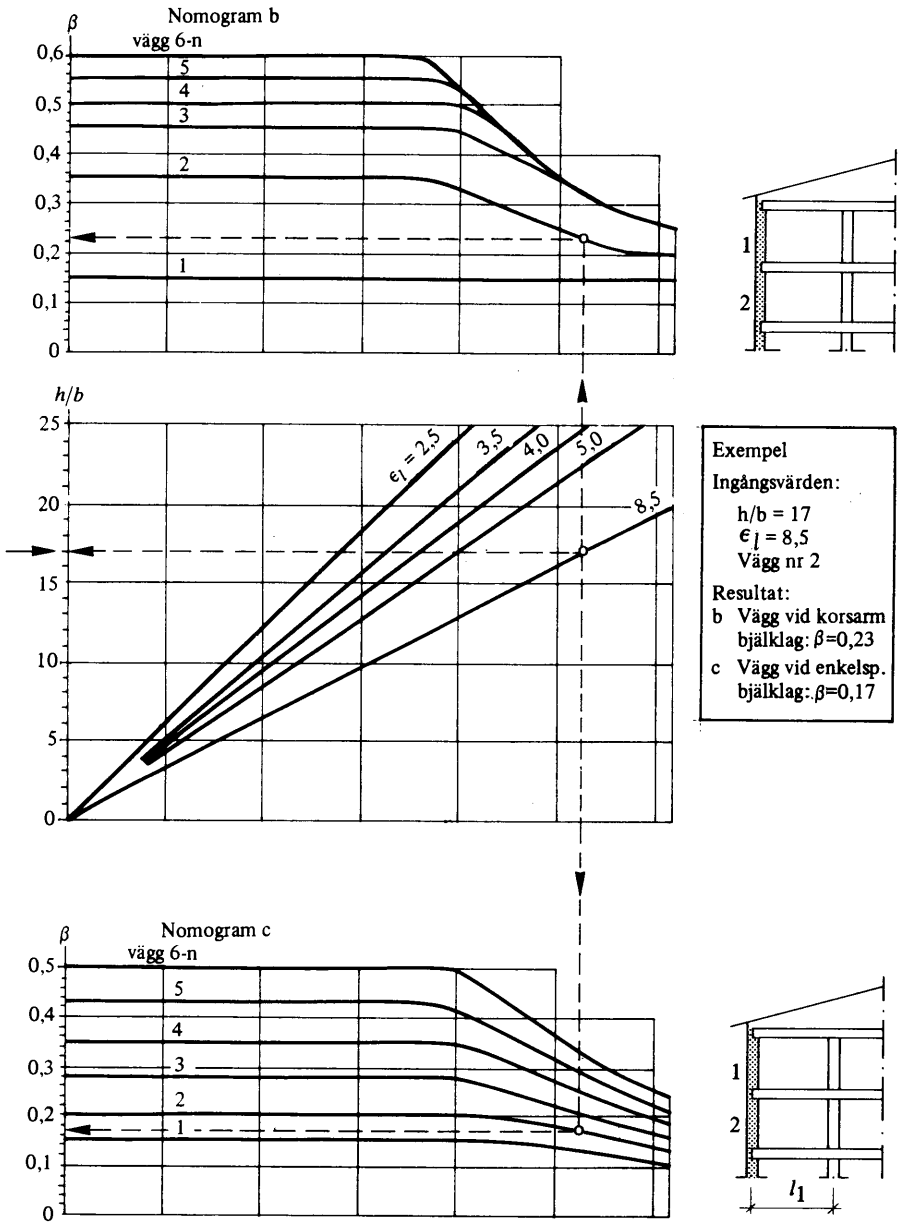 β
Nomogram b
vägg 6-n
0,6
5
4
0,5
3
0,4
2
0,3
0,2
1
0,1
0
1
2
h/b
25
20
15
10
5
0
ϵl = 2,5
3,5
4,0
5,0
8,5
Exempel
Ingångsvärden:
h/b = 17
ϵl = 8,5
Vägg nr 2
Resultat:
b Vägg vid korsarm
bjälklag: β=0,23
c Vägg vid enkelsp.
bjälklag: β=0,17
β
Nomogram c
vägg 6-n
0,5
5
0,4
4
0,3
3
2
0,2
1
0,1
0
1
2
l1